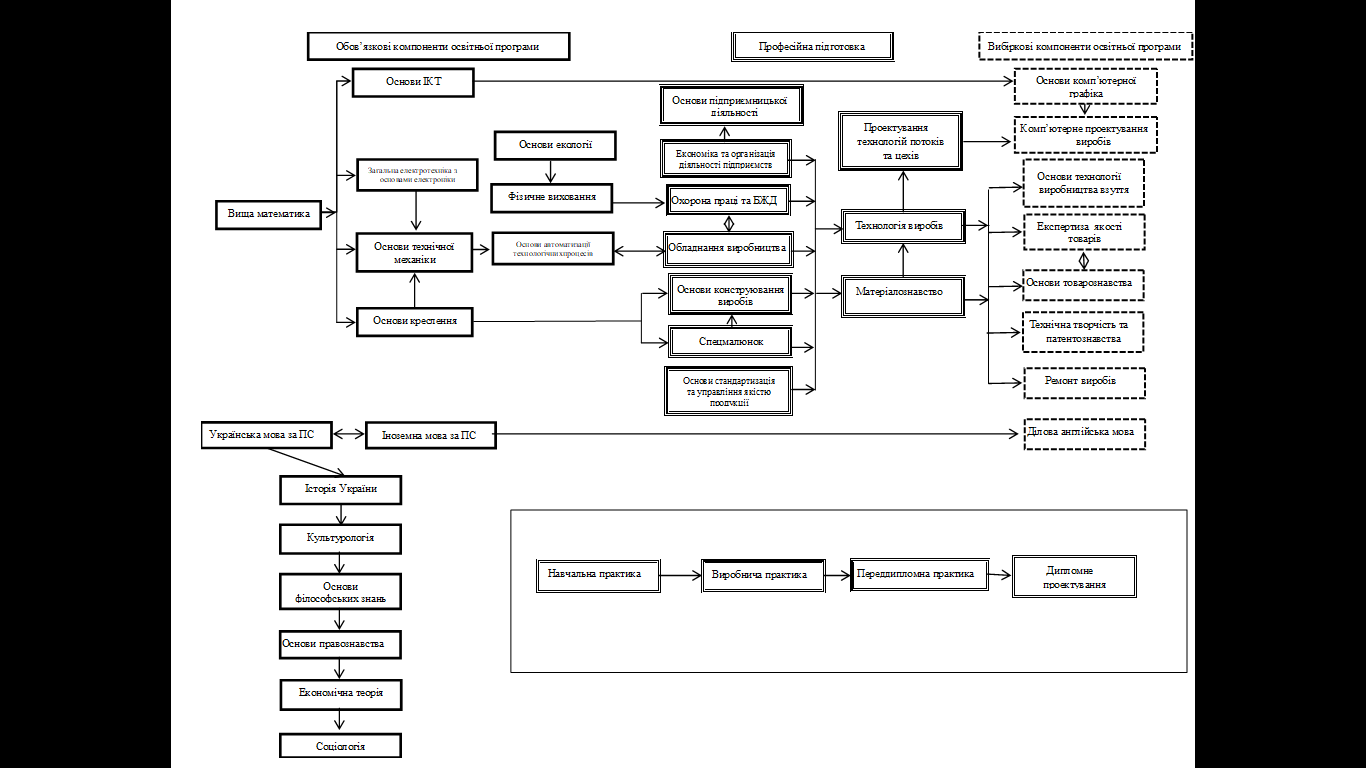 Обов’язкові компоненти освітньої програми
Професійна підготовка
Вибіркові компоненти освітньої програми
Основи ІКТ
Основи комп’ютерної
графіка
Основи підприємницької
діяльності
Проектування
технологій потоків
та цехів
Комп’ютерне проектування
виробів
Основи екології
Економіка та організація
діяльності підприємств
Загальна електротехника з
основами електроніки
Основи технології
виробництва взуття
Фізичне виховання
Охорона праці та БЖД
Вища математика
Технологія виробів
Експертиза якості
товарів
Основи технічної
механіки
Основи автоматизації
технологічнихпроцесів
Обладнання виробництва
Основи конструювання
виробів
Матеріалознавство
Основи товарознавства
Основи креслення
Спецмалюнок
Технічна творчість та
патентознавства
Основи стандартизація
та управління якістю
продукції
Ремонт виробів
Українська мова за ПС
Іноземна мова за ПС
Ділова англійська мова
Історія України
Культурологія
Основи
філософських знань
Основи правознавства
Економічна теорія
Соціологія
Навчальна практика
Виробнича практика
Переддипломна практика
Дипломне
проектування